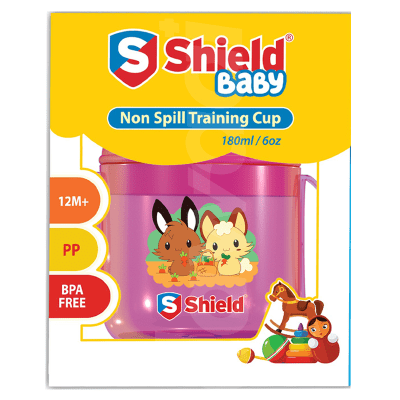 S Shield®
BABY
Non Spill Training Cup
180ml / 6oz
12M+
PP
BPA
FREE
S Shield